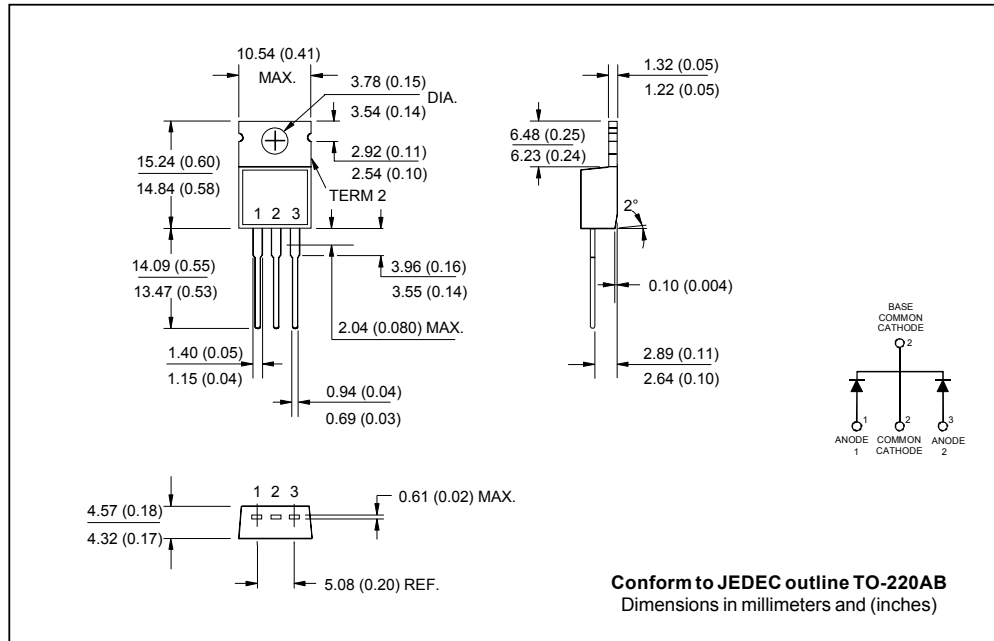 10.54 (0.41)
MAX.
3.78 (0.15)
3.54 (0.14)
DIA.
2.92 (0.11)
2.54 (0.10)
TERM 2
15.24 (0.60)
14.84 (0.58)
1 2 3
14.09 (0.55)
13.47 (0.53)
3.96 (0.16)
3.55 (0.14)
2.04 (0.080) MAX.
1.40 (0.05)
1.15 (0.04)
0.94 (0.04)
0.69 (0.03)
1.32 (0.05)
1.22 (0.05)
6.48 (0.25)
6.23 (0.24)
2°
0.10 (0.004)
2.89 (0.11)
2.64 (0.10)
BASE
COMMON
CATHODE
2
1 2 3
ANODE COMMON ANODE
1 CATHODE 2
1 2 3
4.57 (0.18)
4.32 (0.17)
0.61 (0.02) MAX.
5.08 (0.20) REF.
Conform to JEDEC outline TO-220AB
Dimensions in millimeters and (inches)